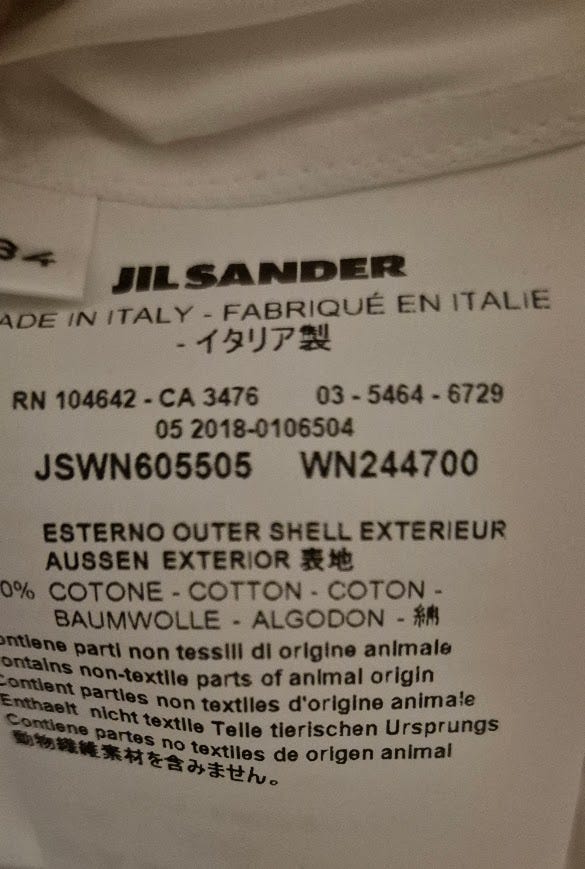 34
JIL SANDER
ADE IN ITALY - FABRIQUÉ EN ITALIE
- イタリア製
RN 104642 - CA 3476 03 - 5464 - 6729
05 2018-0106504
JSWN605505 WN244700
ESTERNO OUTER SHELL EXTERIEUR
AUSSEN EXTERIOR 表地
0% COTONE - COTTON - COTON -
BAUMWOLLE - ALGODON - 綿
ontiene parti non tessili di origine animale
ontains non-textile parts of animal origin
Contient parties non textiles d'origine animale
Enthaelt nicht textile Teile tierischen Ursprungs
Contiene partes no textiles de origen animal
動物繊維素材を含みません。